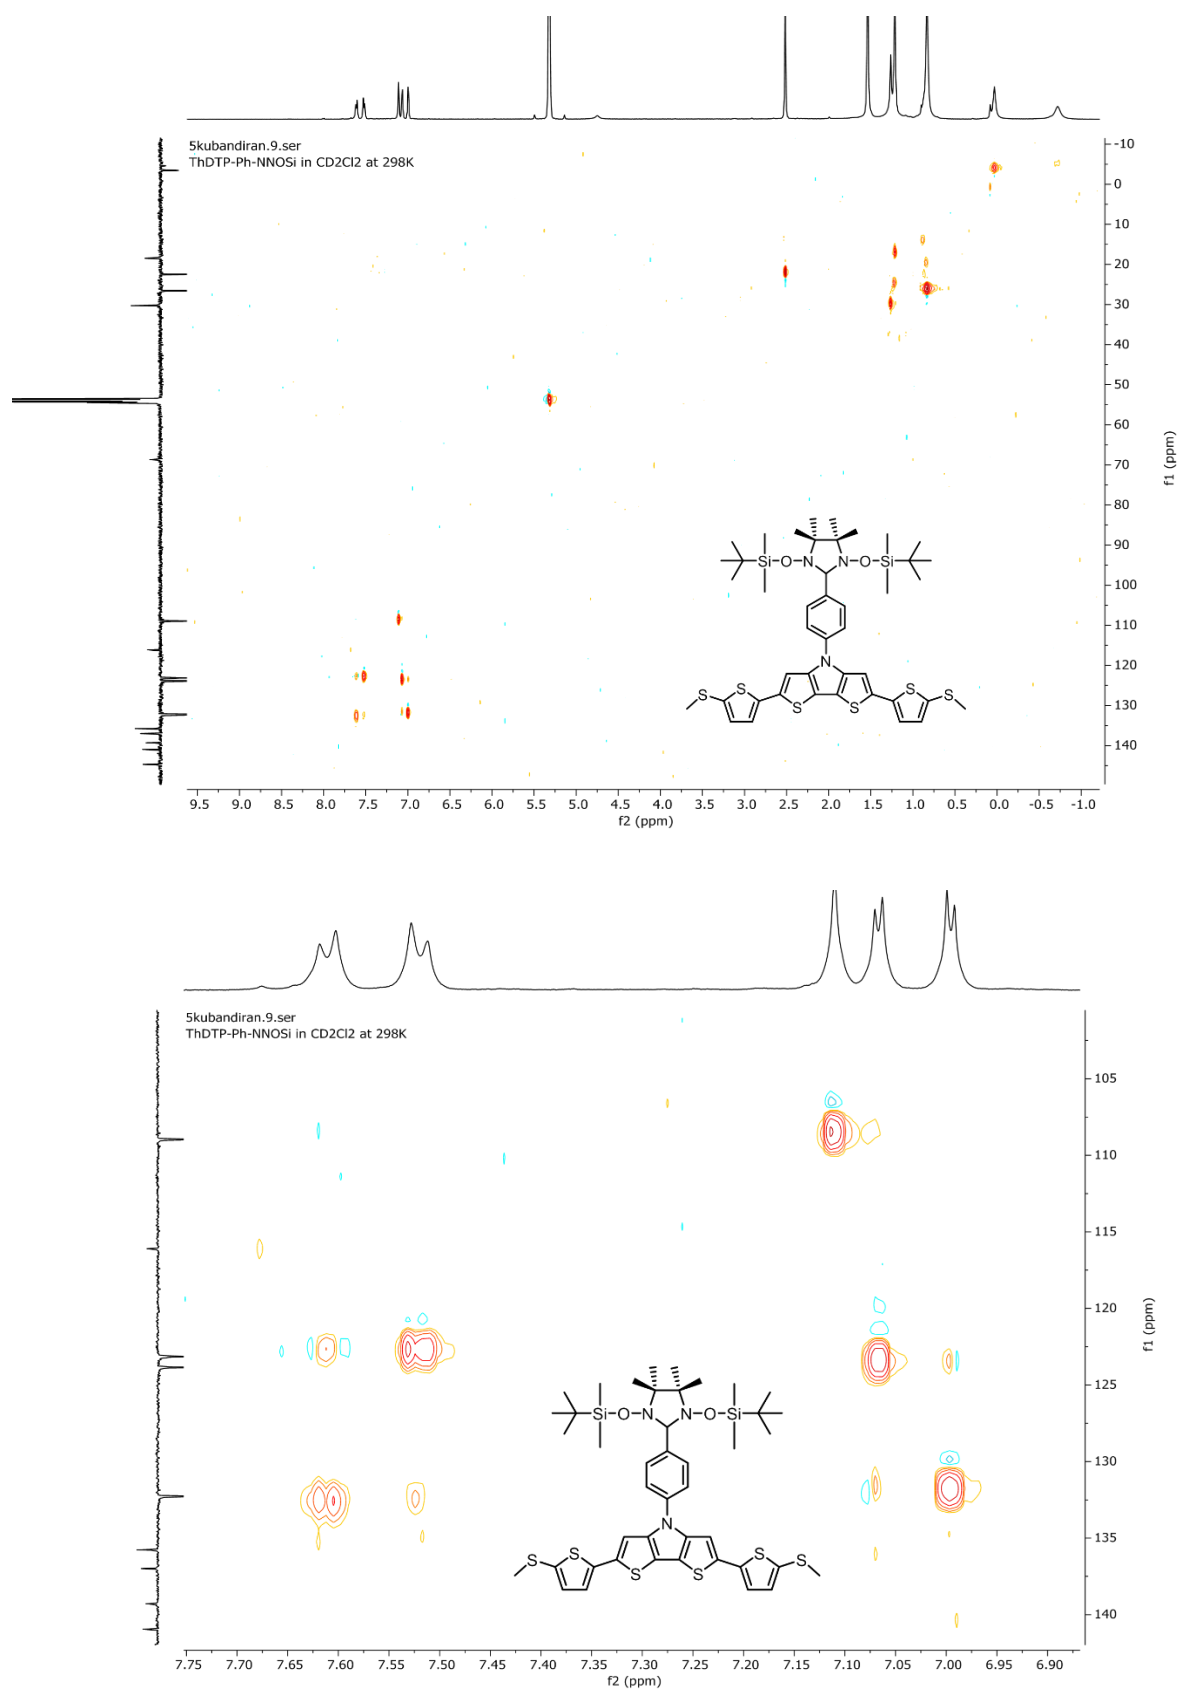 5kubandiran.9.ser
ThDTP-Ph-NNOSi in CD2Cl2 at 298K
-10
0
10
20
30
40
50
60
70
80
90
100
110
120
130
140
f1 (ppm)
Si O N N O Si
N
S S S S S S
9.5 9.0 8.5 8.0 7.5 7.0 6.5 6.0 5.5 5.0 4.5 4.0 3.5 3.0 2.5 2.0 1.5 1.0 0.5 0.0 -0.5 -1.0
f2 (ppm)
5kubandiran.9.ser
ThDTP-Ph-NNOSi in CD2Cl2 at 298K
105
110
115
120
125
130
135
140
f1 (ppm)
Si O N N O Si
N
S S S S S S
7.75 7.70 7.65 7.60 7.55 7.50 7.45 7.40 7.35 7.30 7.25 7.20 7.15 7.10 7.05 7.00 6.95 6.90
f2 (ppm)